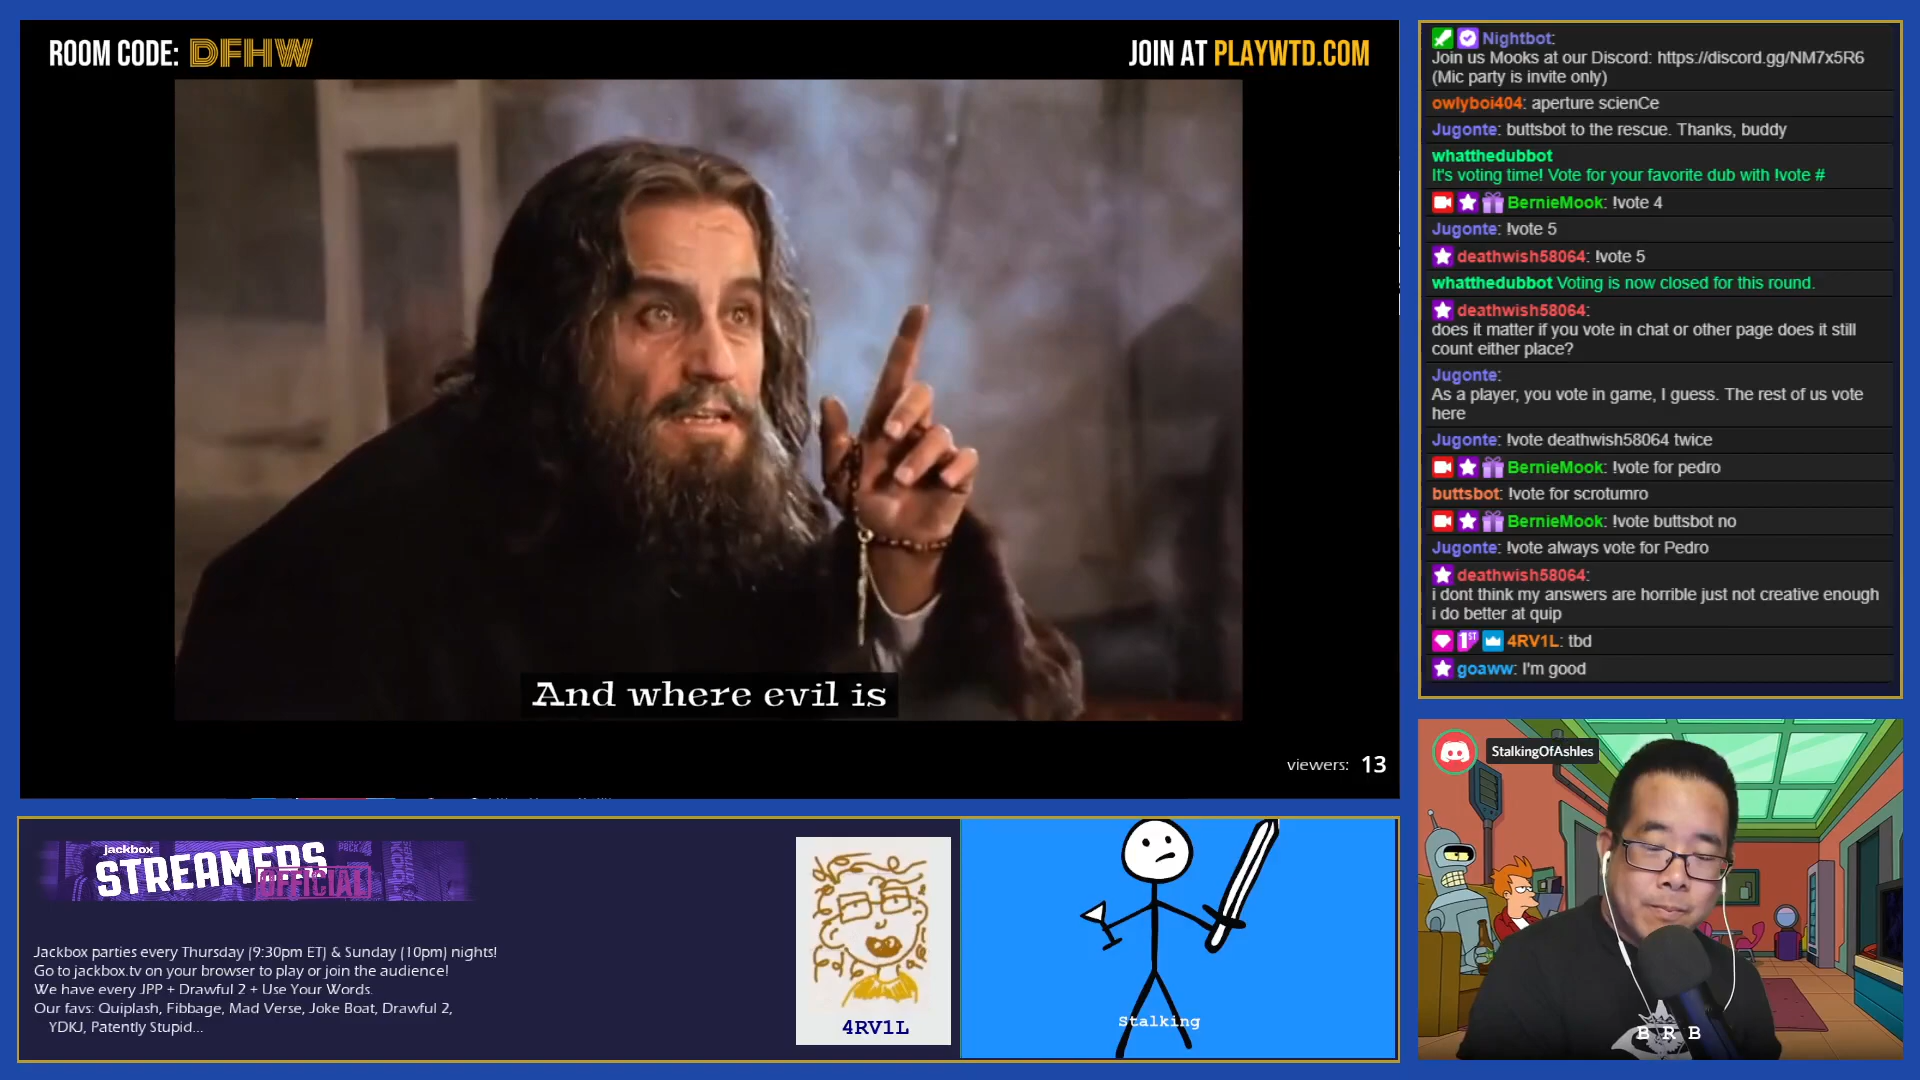 ROOM CODE: DFHW
JOIN AT PLAYWTD.COM
And where evil is
viewers: 13
Nightbot:
Join us Mooks at our Discord: https://discord.gg/NM7x5R6
(Mic party is invite only)
owlyboi404: aperture scienCe
Jugonte: buttsbot to the rescue. Thanks, buddy
whatthedubbot
It's voting time! Vote for your favorite dub with !vote #
BernieMook: !vote 4
Jugonte: !vote 5
deathwish58064: !vote 5
whatthedubbot Voting is now closed for this round.
deathwish58064:
does it matter if you vote in chat or other page does it still
count either place?
Jugonte:
As a player, you vote in game, I guess. The rest of us vote
here
Jugonte: !vote deathwish58064 twice
BernieMook: !vote for pedro
buttsbot: !vote for scrotumro
BernieMook: !vote buttsbot no
Jugonte: !vote always vote for Pedro
deathwish58064:
i dont think my answers are horrible just not creative enough
i do better at quip
1ST 4RV1L: tbd
goaww: I'm good
jackbox
STREAMERS
OFFICIAL
Jackbox parties every Thursday (9:30pm ET) & Sunday (10pm) nights!
Go to jackbox.tv on your browser to play or join the audience!
We have every JPP + Drawful 2 + Use Your Words.
Our favs: Quiplash, Fibbage, Mad Verse, Joke Boat, Drawful 2,
YDKJ, Patently Stupid...
4RV1L
Stalking
StalkingOfAshles
B R B